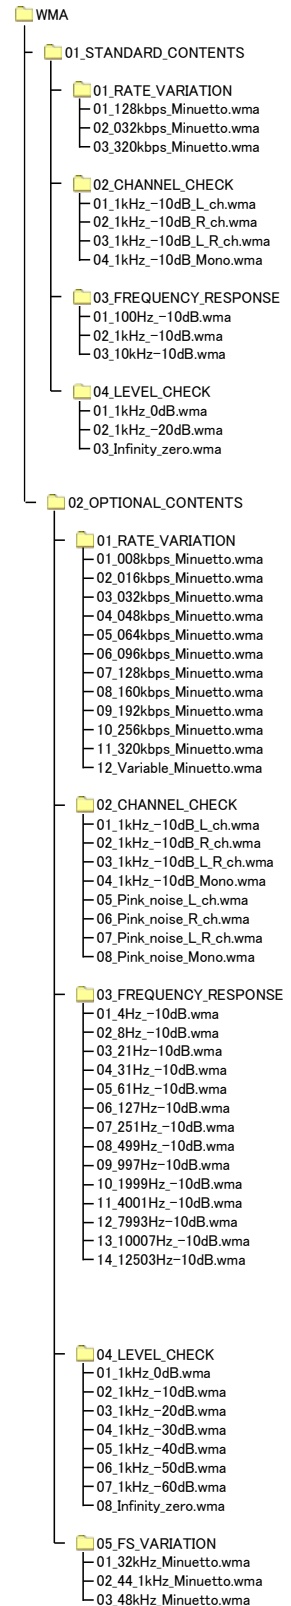 WMA
01_STANDARD_CONTENTS
01_RATE_VARIATION
01_128kbps_Minuetto.wma
02_032kbps_Minuetto.wma
03_320kbps_Minuetto.wma
02_CHANNEL_CHECK
01_1kHz_-10dB_L_ch.wma
02_1kHz_-10dB_R_ch.wma
03_1kHz_-10dB_L_R_ch.wma
04_1kHz_-10dB_Mono.wma
03_FREQUENCY_RESPONSE
01_100Hz_-10dB.wma
02_1kHz_-10dB.wma
03_10kHz-10dB.wma
04_LEVEL_CHECK
01_1kHz_0dB.wma
02_1kHz_-20dB.wma
03_Infinity_zero.wma
02_OPTIONAL_CONTENTS
01_RATE_VARIATION
01_008kbps_Minuetto.wma
02_016kbps_Minuetto.wma
03_032kbps_Minuetto.wma
04_048kbps_Minuetto.wma
05_064kbps_Minuetto.wma
06_096kbps_Minuetto.wma
07_128kbps_Minuetto.wma
08_160kbps_Minuetto.wma
09_192kbps_Minuetto.wma
10_256kbps_Minuetto.wma
11_320kbps_Minuetto.wma
12_Variable_Minuetto.wma
02_CHANNEL_CHECK
01_1kHz_-10dB_L_ch.wma
02_1kHz_-10dB_R_ch.wma
03_1kHz_-10dB_L_R_ch.wma
04_1kHz_-10dB_Mono.wma
05_Pink_noise_L_ch.wma
06_Pink_noise_R_ch.wma
07_Pink_noise_L_R_ch.wma
08_Pink_noise_Mono.wma
03_FREQUENCY_RESPONSE
01_4Hz_-10dB.wma
02_8Hz_-10dB.wma
03_21Hz-10dB.wma
04_31Hz_-10dB.wma
05_61Hz_-10dB.wma
06_127Hz-10dB.wma
07_251Hz_-10dB.wma
08_499Hz_-10dB.wma
09_997Hz-10dB.wma
10_1999Hz_-10dB.wma
11_4001Hz_-10dB.wma
12_7993Hz-10dB.wma
13_10007Hz_-10dB.wma
14_12503Hz-10dB.wma
04_LEVEL_CHECK
01_1kHz_0dB.wma
02_1kHz_-10dB.wma
03_1kHz_-20dB.wma
04_1kHz_-30dB.wma
05_1kHz_-40dB.wma
06_1kHz_-50dB.wma
07_1kHz_-60dB.wma
08_Infinity_zero.wma
05_FS_VARIATION
01_32kHz_Minuetto.wma
02_44_1kHz_Minuetto.wma
03_48kHz_Minuetto.wma